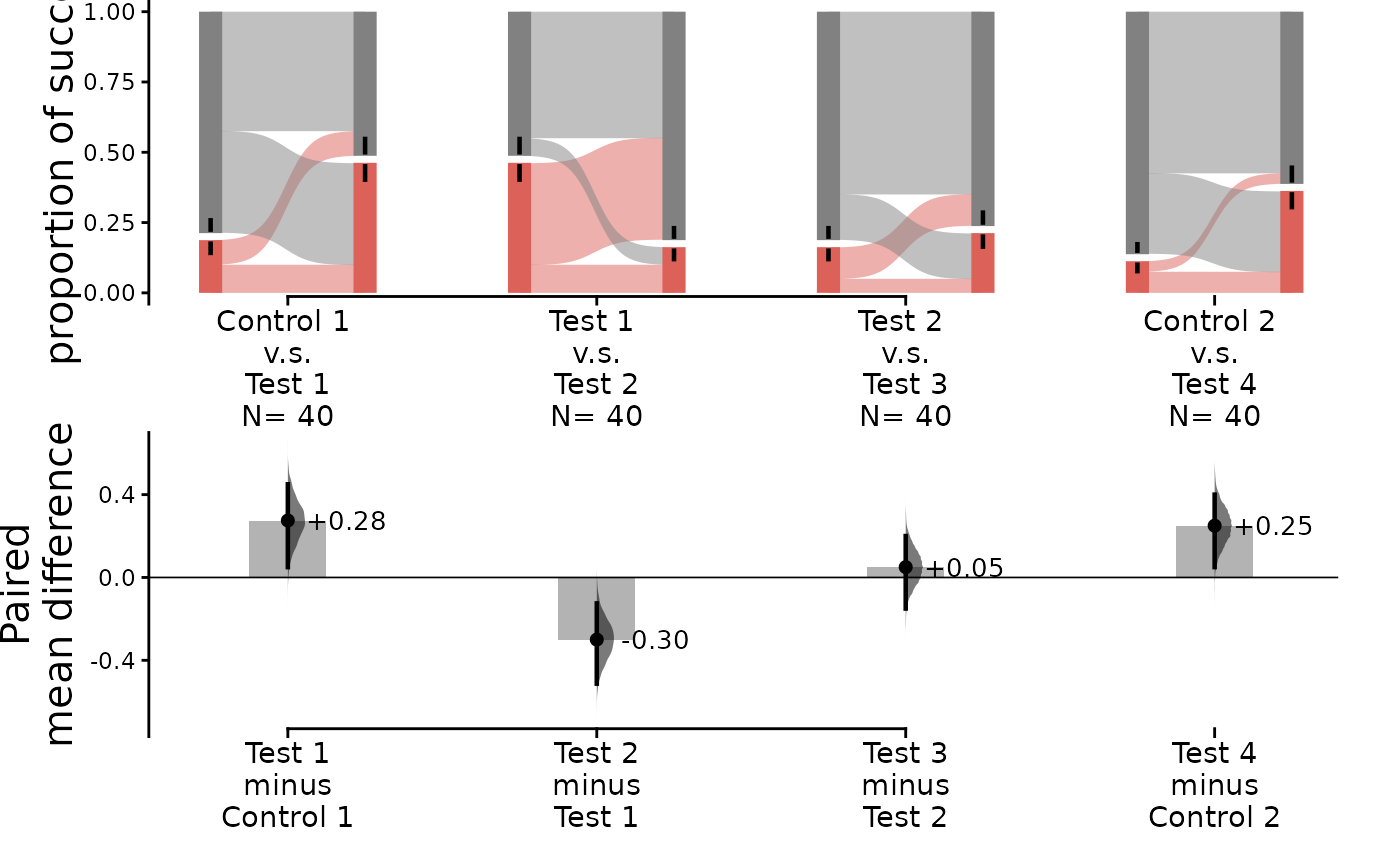 proportion of succ
1.00
0.75
0.50
0.25
0.00
Control 1
v.s.
Test 1
N= 40
Test 1
v.s.
Test 2
N= 40
Test 2
v.s.
Test 3
N= 40
Control 2
v.s.
Test 4
N= 40
Paired
mean difference
0.4
0.0
-0.4
+0.28
-0.30
+0.05
+0.25
Test 1
minus
Control 1
Test 2
minus
Test 1
Test 3
minus
Test 2
Test 4
minus
Control 2